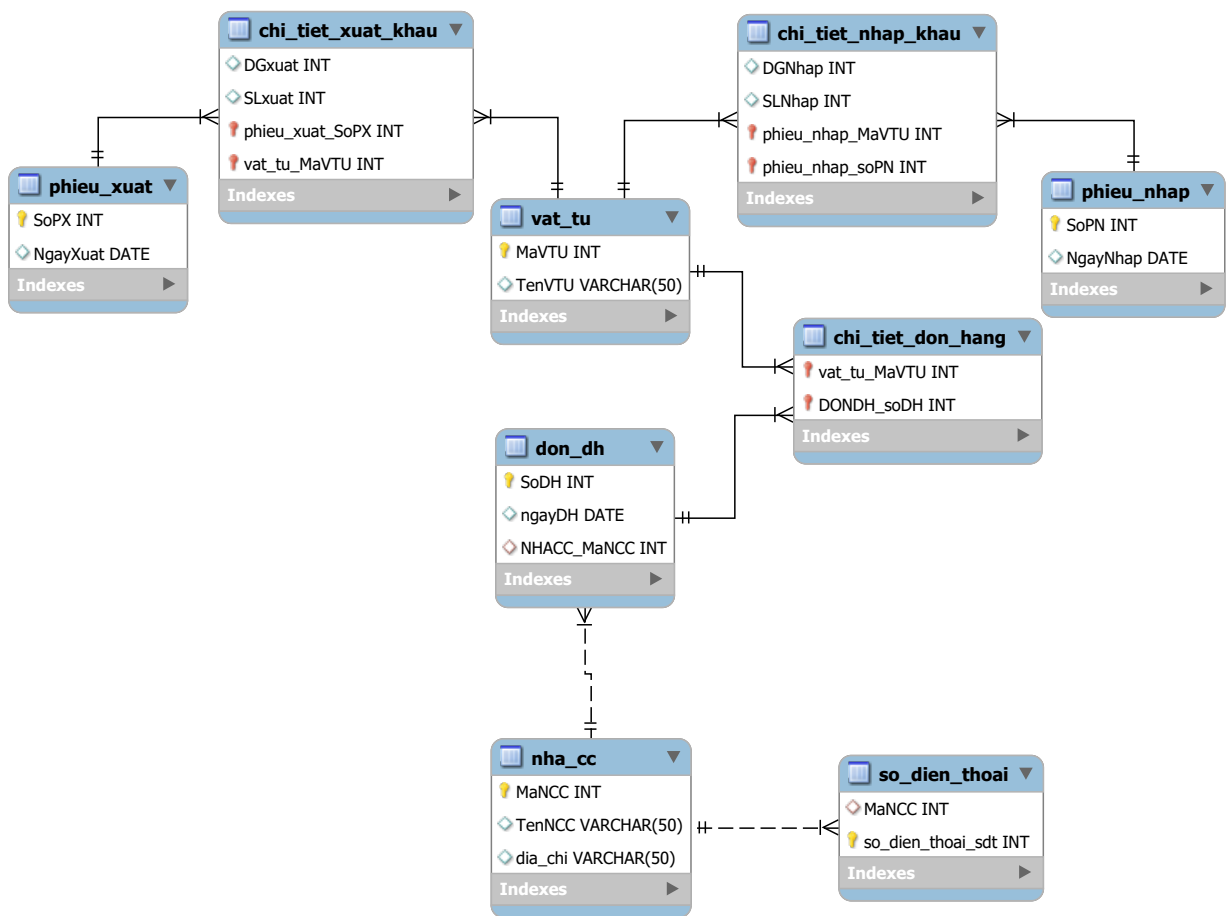 chi_tiet_xuat_khau
DGxuat INT
SLxuat INT
phieu_xuat_SoPX INT
vat_tu_MaVTU INT
Indexes
chi_tiet_nhap_khau
DGNhap INT
SLNhap INT
phieu_nhap_MaVTU INT
phieu_nhap_soPN INT
Indexes
phieu_xuat
SoPX INT
NgayXuat DATE
Indexes
vat_tu
MaVTU INT
TenVTU VARCHAR(50)
Indexes
phieu_nhap
SoPN INT
NgayNhap DATE
Indexes
chi_tiet_don_hang
vat_tu_MaVTU INT
DONDH_soDH INT
Indexes
don_dh
SoDH INT
ngayDH DATE
NHACC_MaNCC INT
Indexes
nha_cc
MaNCC INT
TenNCC VARCHAR(50)
dia_chi VARCHAR(50)
Indexes
so_dien_thoai
MaNCC INT
so_dien_thoai_sdt INT
Indexes